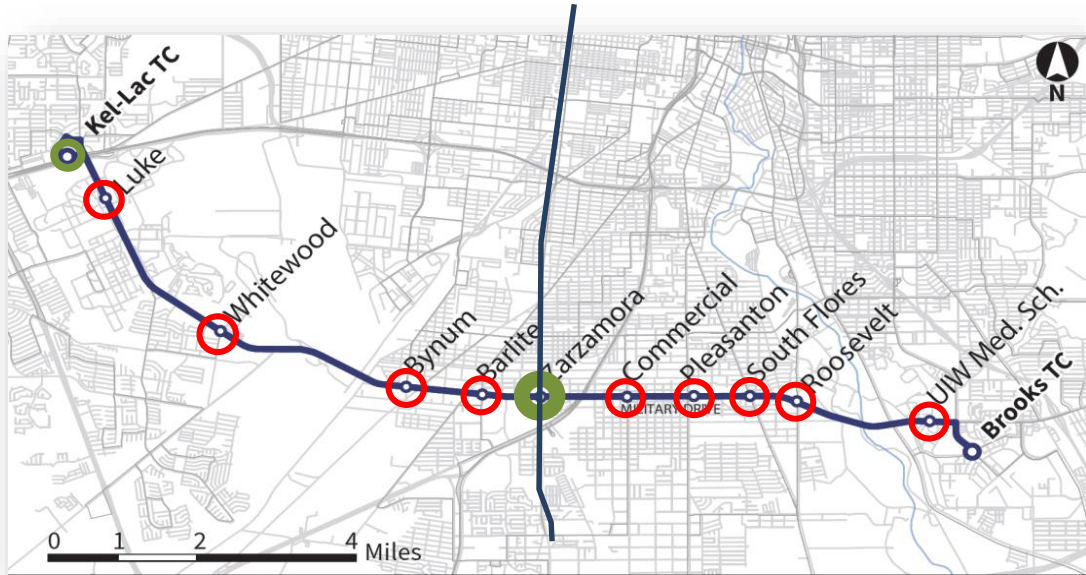 Kel-Lac TC
Luke
Whitewood
Bynum
Barlite
Zarzamora
Commercial
Pleasanton
South Flores
Roosevelt
UIW Med. Sch.
Brooks TC
MILITARY DRIVE
N
0 1 2 4 Miles